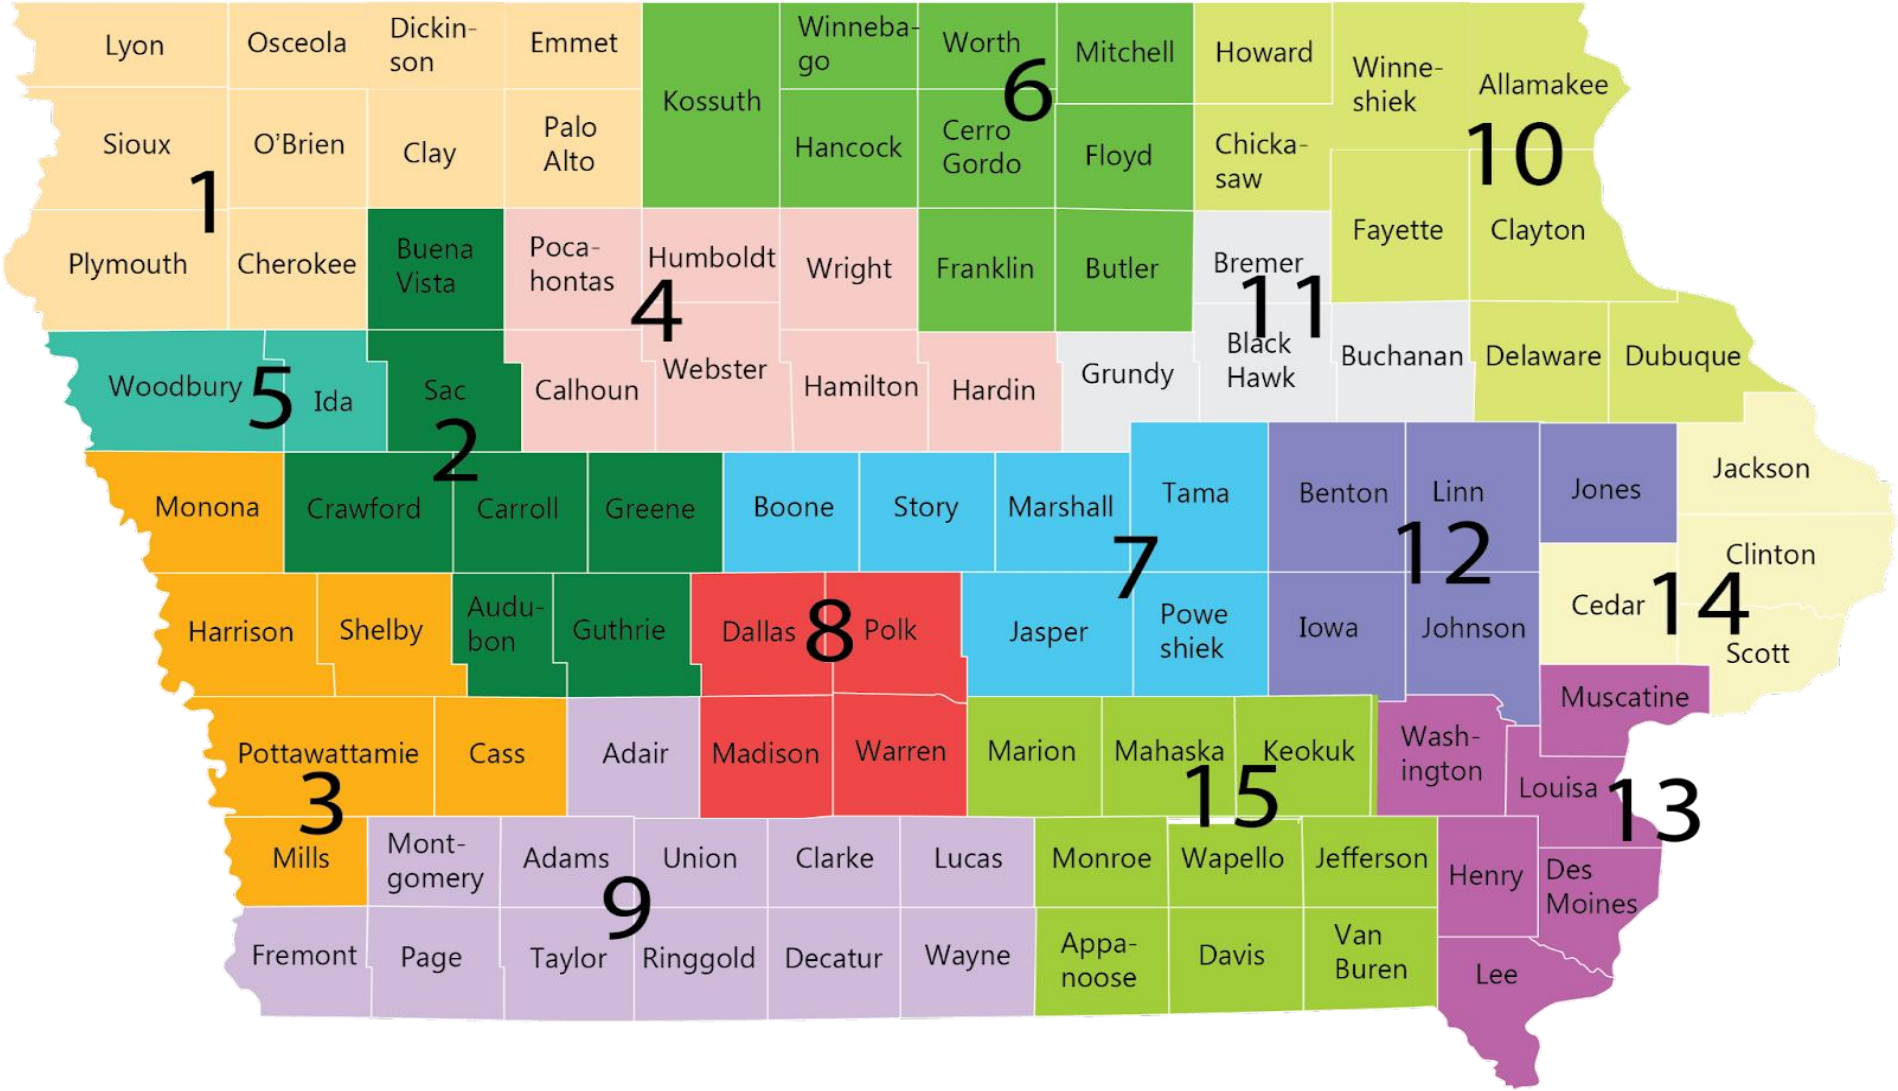 Lyon
Osceola
Dickin-
son
Emmet
Kossuth
Winneba-
go
Worth
Mitchell
Howard
Winne-
shiek
Allamakee
Sioux
O'Brien
Clay
Palo
Alto
Hancock
Cerro
Gordo
Floyd
Chicka-
saw
6
10
1
Plymouth
Cherokee
Buena
Vista
Poca-
hontas
Humboldt
Wright
Franklin
Butler
Bremer
Fayette
Clayton
4
11
Woodbury
5
Ida
Sac
Calhoun
Webster
Hamilton
Hardin
Grundy
Black
Hawk
Buchanan
Delaware
Dubuque
2
Monona
Crawford
Carroll
Greene
Boone
Story
Marshall
Tama
Benton
Linn
Jones
Jackson
7
12
Clinton
Harrison
Shelby
Audu-
bon
Guthrie
Dallas
8
Polk
Jasper
Powe
shiek
Iowa
Johnson
Cedar
14
Scott
Muscatine
Pottawattamie
Cass
Adair
Madison
Warren
Marion
Mahaska
Keokuk
Wash-
ington
Louisa
3
15
13
Mills
Mont-
gomery
Adams
Union
Clarke
Lucas
Monroe
Wapello
Jefferson
Henry
Des
Moines
9
Fremont
Page
Taylor
Ringgold
Decatur
Wayne
Appa-
noose
Davis
Van
Buren
Lee